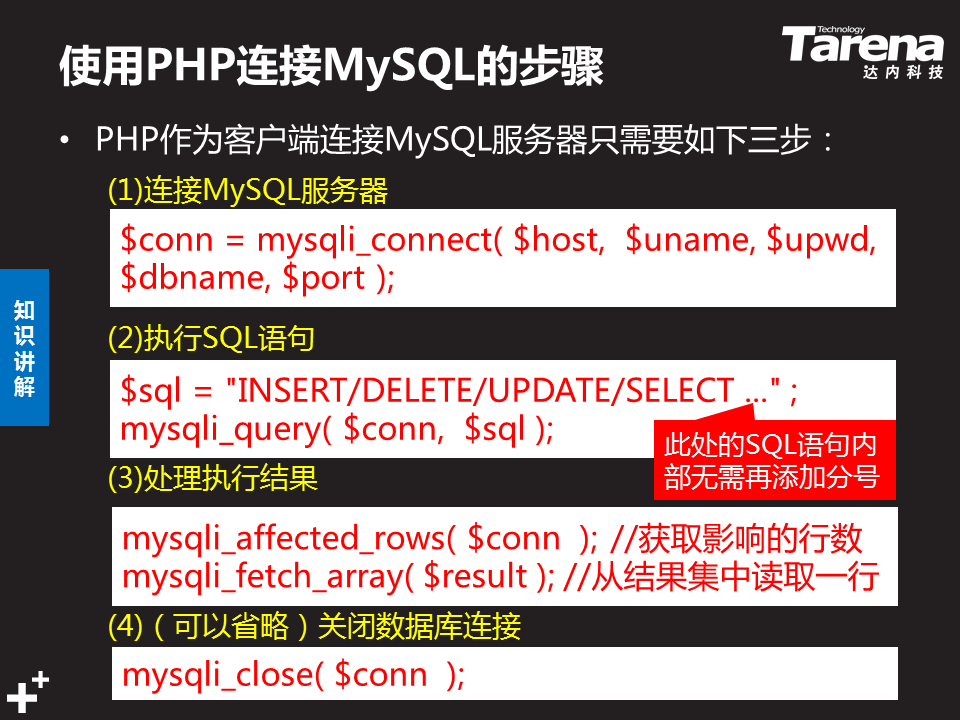 使用PHP连接MySQL的步骤
Technology
Tarena
达内科技
• PHP作为客户端连接MySQL服务器只需要如下三步：
(1)连接MySQL服务器
$conn = mysqli_connect( $host,  $uname, $upwd,
$dbname, $port );
知识讲解
(2)执行SQL语句
$sql = "INSERT/DELETE/UPDATE/SELECT ..." ;
mysqli_query( $conn,  $sql );
此处的SQL语句内
部无需再添加分号
(3)处理执行结果
mysqli_affected_rows( $conn  ); //获取影响的行数
mysqli_fetch_array( $result ); //从结果集中读取一行
(4)（可以省略）关闭数据库连接
mysqli_close( $conn  );